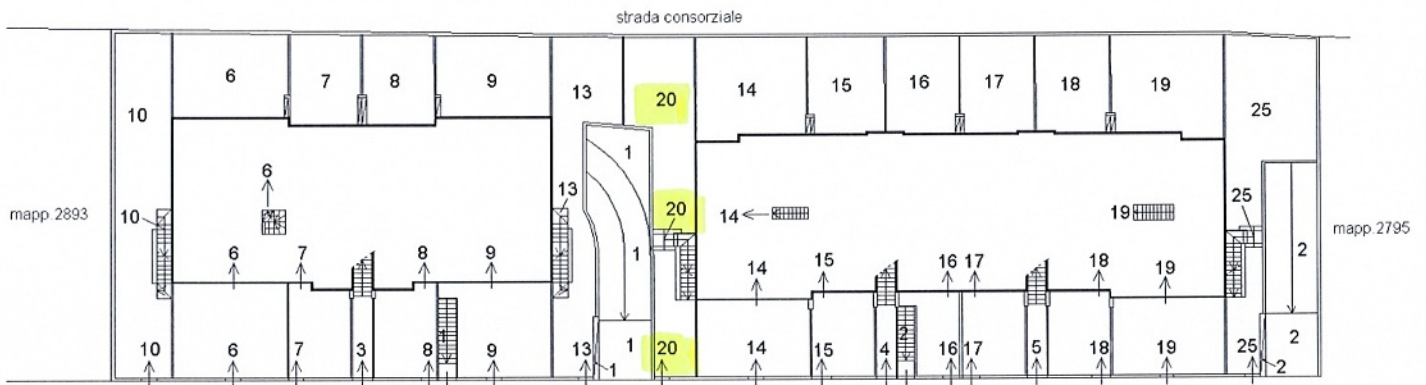 strada consorziale
6 7 8 9 13 20 14 15 16 17 18 19 25
10
1
6
13 20 14 19 25
mapp.2893 10 mapp.2795
1 2
6 7 8 9 14 15 16 17 18 19
1 2
10 6 7 3 8 9 13 1 1 20 14 15 4 16 17 5 18 19 25 2 2